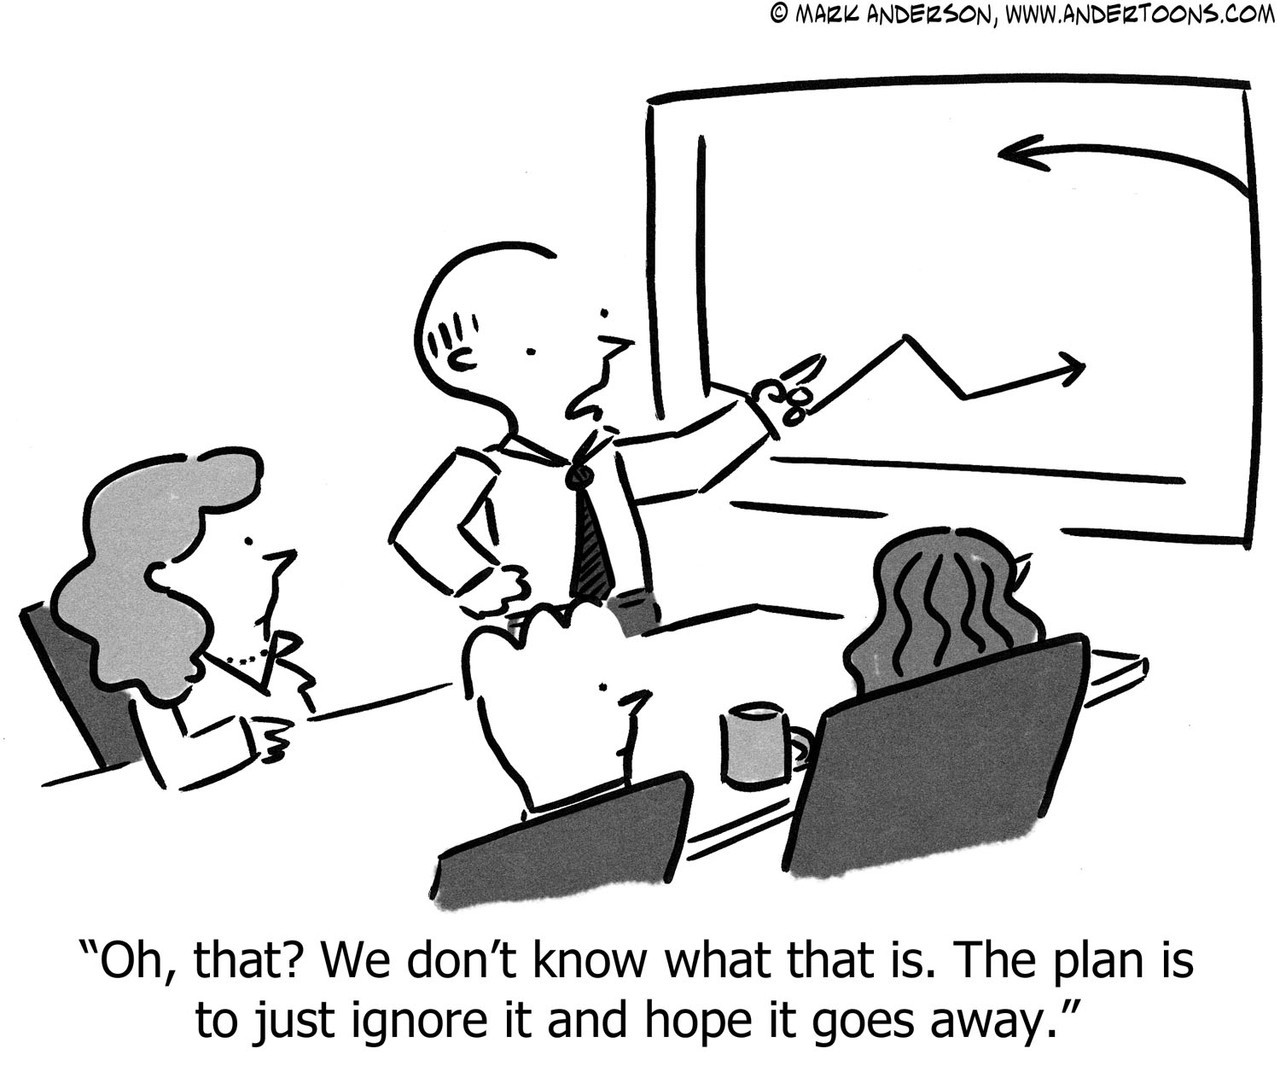 © MARK ANDERSON, WWW.ANDERTOONS.COM
“Oh, that? We don’t know what that is. The plan is
to just ignore it and hope it goes away.”